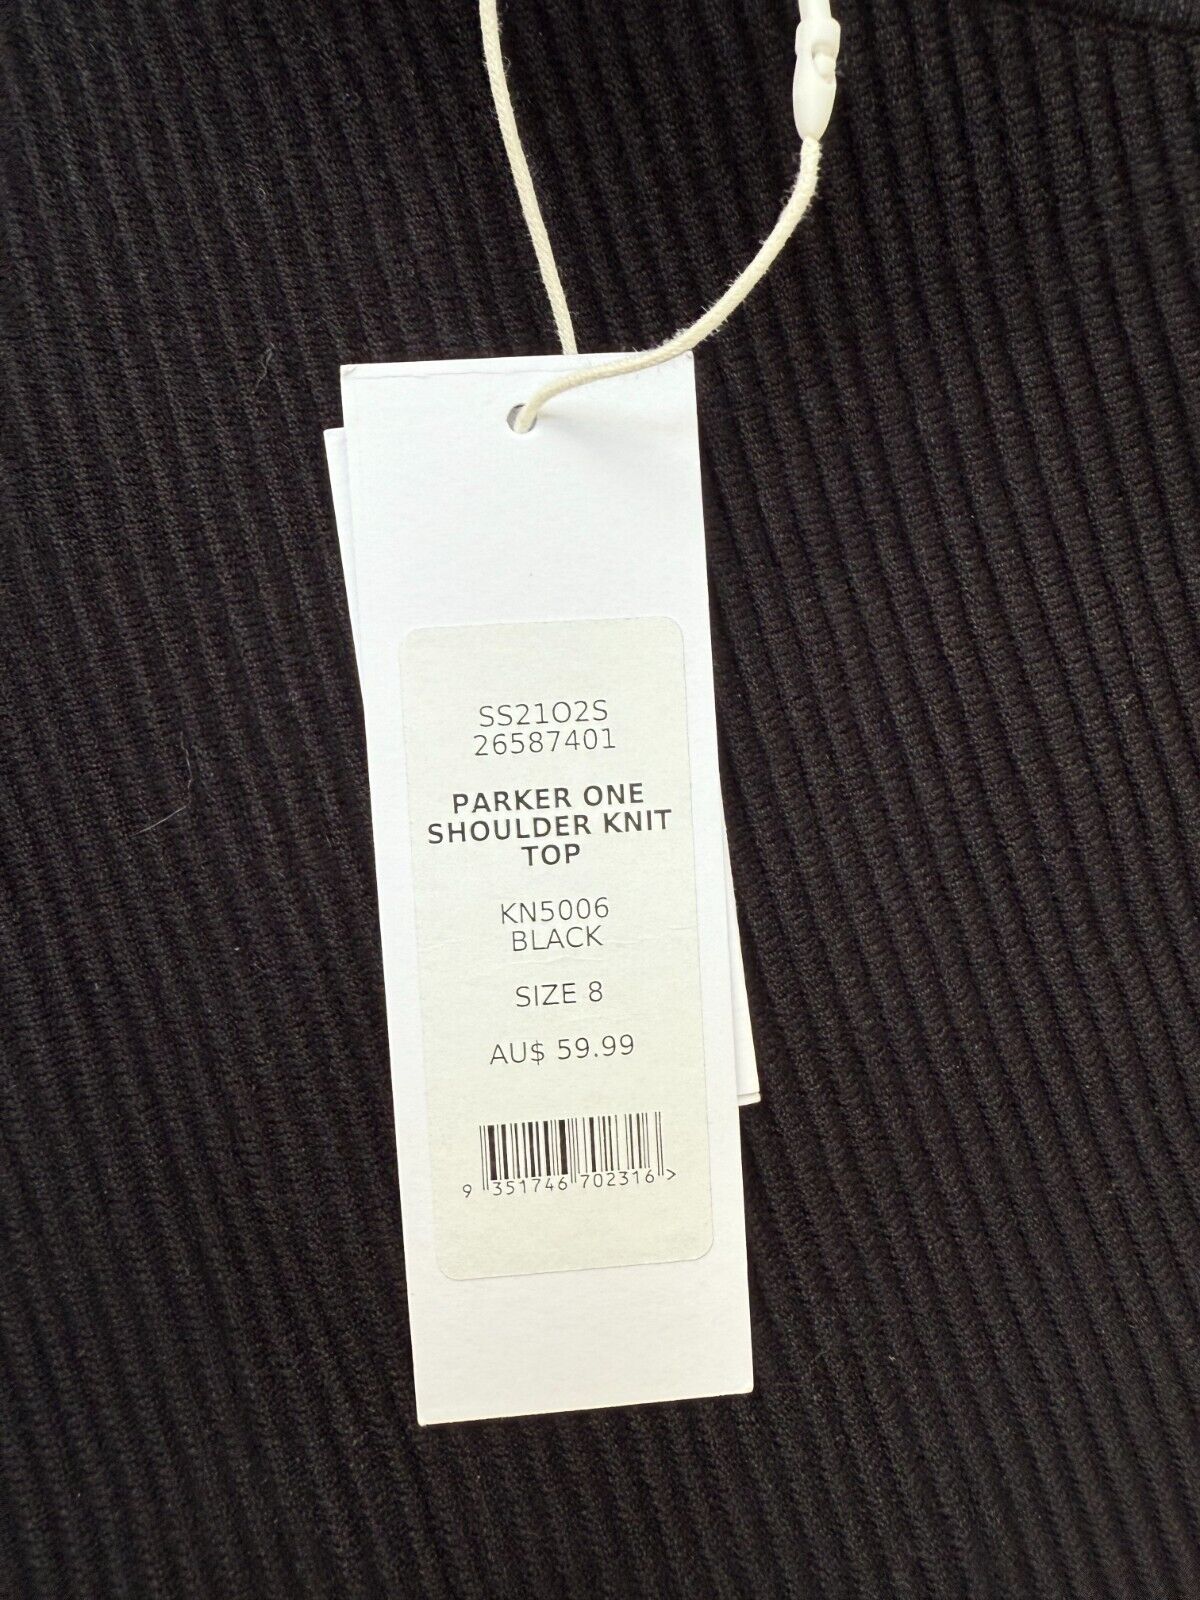 SS21O2S
26587401
PARKER ONE
SHOULDER KNIT
TOP
KN5006
BLACK
SIZE 8
AU$ 59.99
9 351746 702316 >